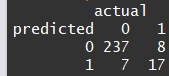 actual
predicted 0 1
0 237 8
1 7 17